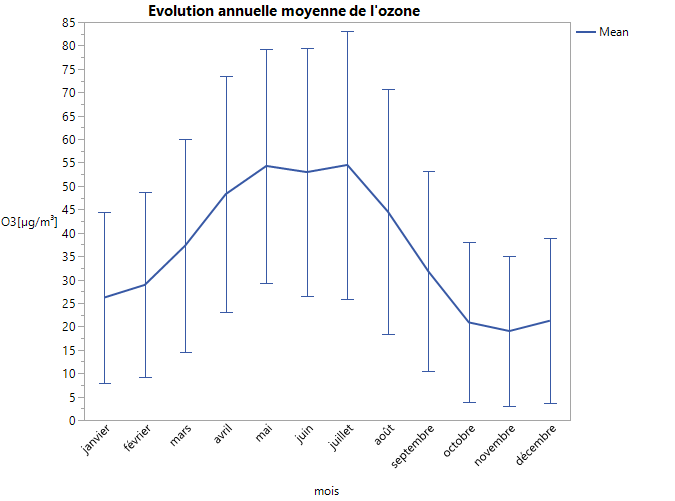 Evolution annuelle moyenne de l'ozone
Mean
85
80
75
70
65
60
55
50
45
O3[µg/m³]
40
35
30
25
20
15
10
5
0
janvier
février
mars
avril
mai
juin
juillet
août
septembre
octobre
novembre
décembre
mois